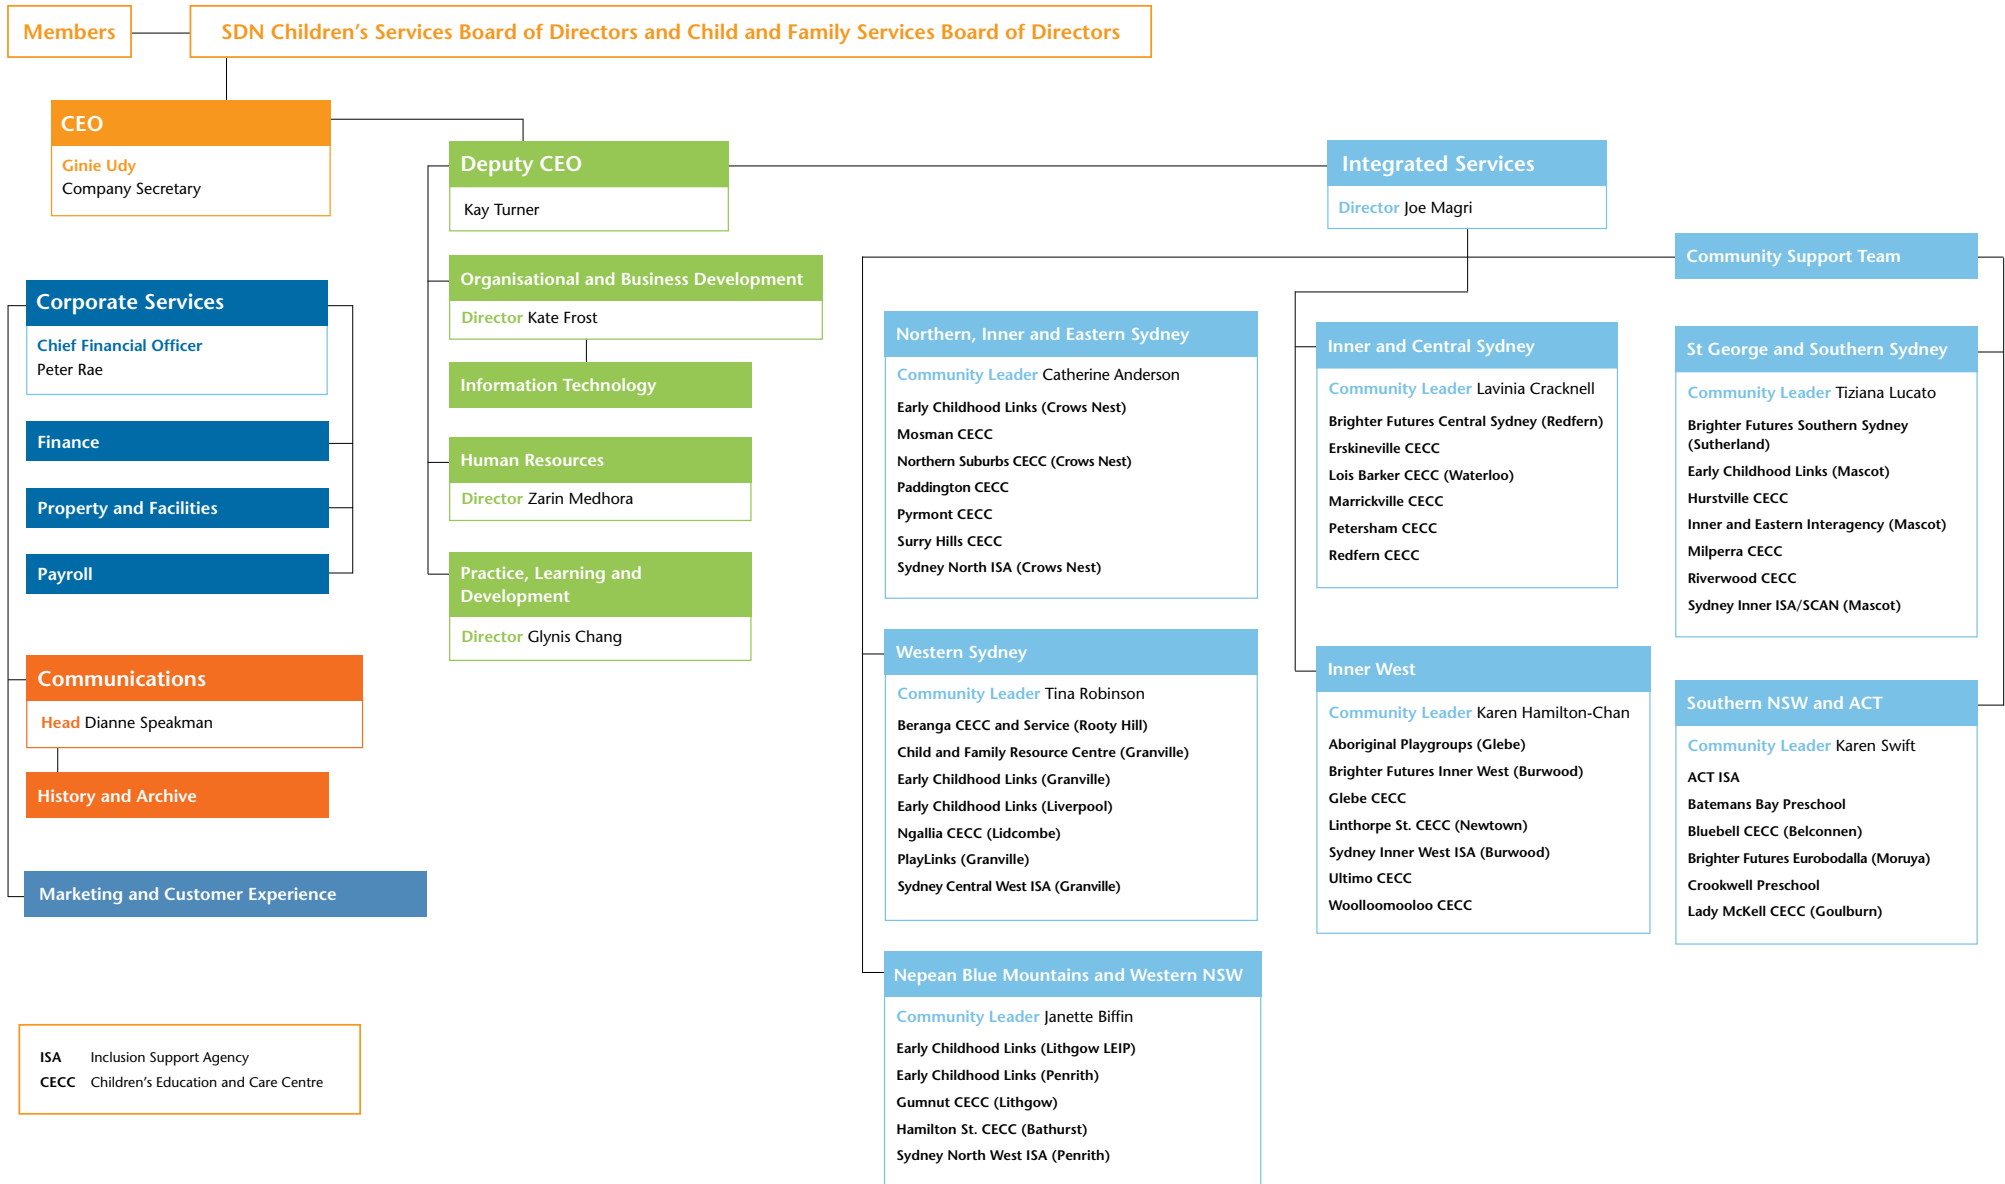 Members
SDN Children's Services Board of Directors and Child and Family Services Board of Directors
CEO
Ginie Udy
Company Secretary
Deputy CEO
Kay Turner
Integrated Services
Director Joe Magri
Community Support Team
Corporate Services
Chief Financial Officer
Peter Rae
Finance
Property and Facilities
Payroll
Communications
Head Dianne Speakman
History and Archive
Marketing and Customer Experience
Organisational and Business Development
Director Kate Frost
Information Technology
Human Resources
Director Zarin Medhora
Practice, Learning and
Development
Director Glynis Chang
Northern, Inner and Eastern Sydney
Community Leader Catherine Anderson
Early Childhood Links (Crows Nest)
Mosman CECC
Northern Suburbs CECC (Crows Nest)
Paddington CECC
Pyrmont CECC
Surry Hills CECC
Sydney North ISA (Crows Nest)
Western Sydney
Community Leader Tina Robinson
Beranga CECC and Service (Rooty Hill)
Child and Family Resource Centre (Granville)
Early Childhood Links (Granville)
Early Childhood Links (Liverpool)
Ngallia CECC (Lidcombe)
PlayLinks (Granville)
Sydney Central West ISA (Granville)
Nepean Blue Mountains and Western NSW
Community Leader Janette Biffin
Early Childhood Links (Lithgow LEIP)
Early Childhood Links (Penrith)
Gumnut CECC (Lithgow)
Hamilton St. CECC (Bathurst)
Sydney North West ISA (Penrith)
Inner and Central Sydney
Community Leader Lavinia Cracknell
Brighter Futures Central Sydney (Redfern)
Erskineville CECC
Lois Barker CECC (Waterloo)
Marrickville CECC
Petersham CECC
Redfern CECC
Inner West
Community Leader Karen Hamilton-Chan
Aboriginal Playgroups (Glebe)
Brighter Futures Inner West (Burwood)
Glebe CECC
Linthorpe St. CECC (Newtown)
Sydney Inner West ISA (Burwood)
Ultimo CECC
Woolloomooloo CECC
St George and Southern Sydney
Community Leader Tiziana Lucato
Brighter Futures Southern Sydney
(Sutherland)
Early Childhood Links (Mascot)
Hurstville CECC
Inner and Eastern Interagency (Mascot)
Milperra CECC
Riverwood CECC
Sydney Inner ISA/SCAN (Mascot)
Southern NSW and ACT
Community Leader Karen Swift
ACT ISA
Batemans Bay Preschool
Bluebell CECC (Belconnen)
Brighter Futures Eurobodalla (Moruya)
Crookwell Preschool
Lady McKell CECC (Goulburn)
ISA Inclusion Support Agency
CECC Children's Education and Care Centre